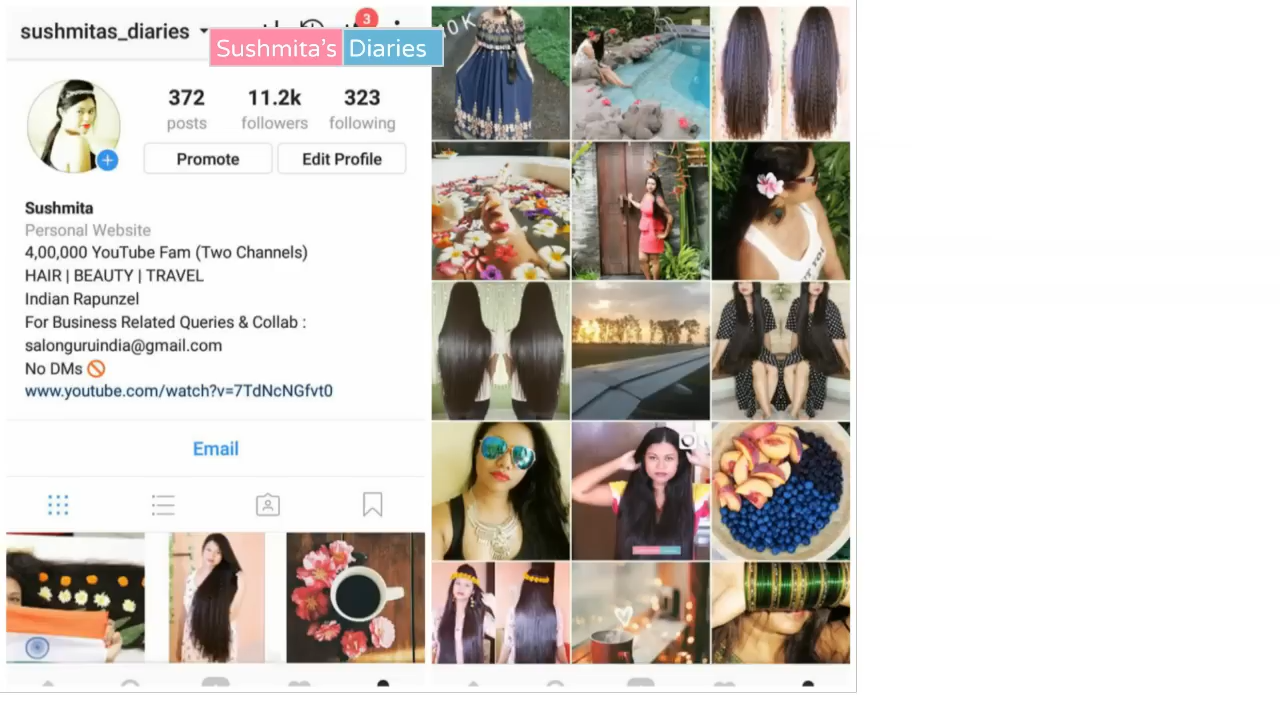 sushmitas_diaries
3
Sushmita's Diaries
372 11.2k 323
posts followers following
Promote Edit Profile
Sushmita
Personal Website
4,00,000 YouTube Fam (Two Channels)
HAIR | BEAUTY | TRAVEL
Indian Rapunzel
For Business Related Queries & Collab :
salonguruindia@gmail.com
No DMs
www.youtube.com/watch?v=7TdNcNGfvt0
Email